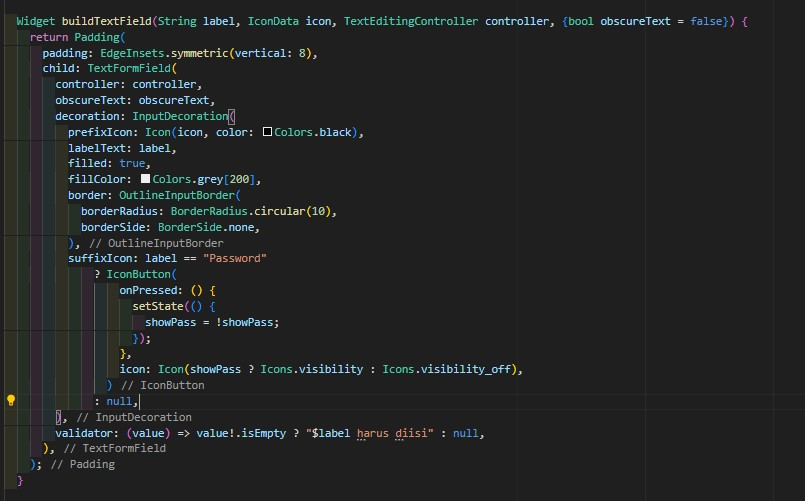 Widget buildTextField(String label, IconData icon, TextEditingController controller, {bool obscureText = false}) {
return Padding(
padding: EdgeInsets.symmetric(vertical: 8),
child: TextFormField(
controller: controller,
obscureText: obscureText,
decoration: InputDecoration(
prefixIcon: Icon(icon, color: Colors.black),
labelText: label,
filled: true,
fillColor: Colors.grey[200],
border: OutlineInputBorder(
borderRadius: BorderRadius.circular(10),
borderSide: BorderSide.none,
), // OutlineInputBorder
suffixIcon: label == "Password"
? IconButton(
onPressed: () {
setState(() {
showPass = !showPass;
});
},
icon: Icon(showPass ? Icons.visibility : Icons.visibility_off),
) // IconButton
: null,
), // InputDecoration
validator: (value) => value!.isEmpty ? "$label harus diisi" : null,
), // TextFormField
); // Padding
}